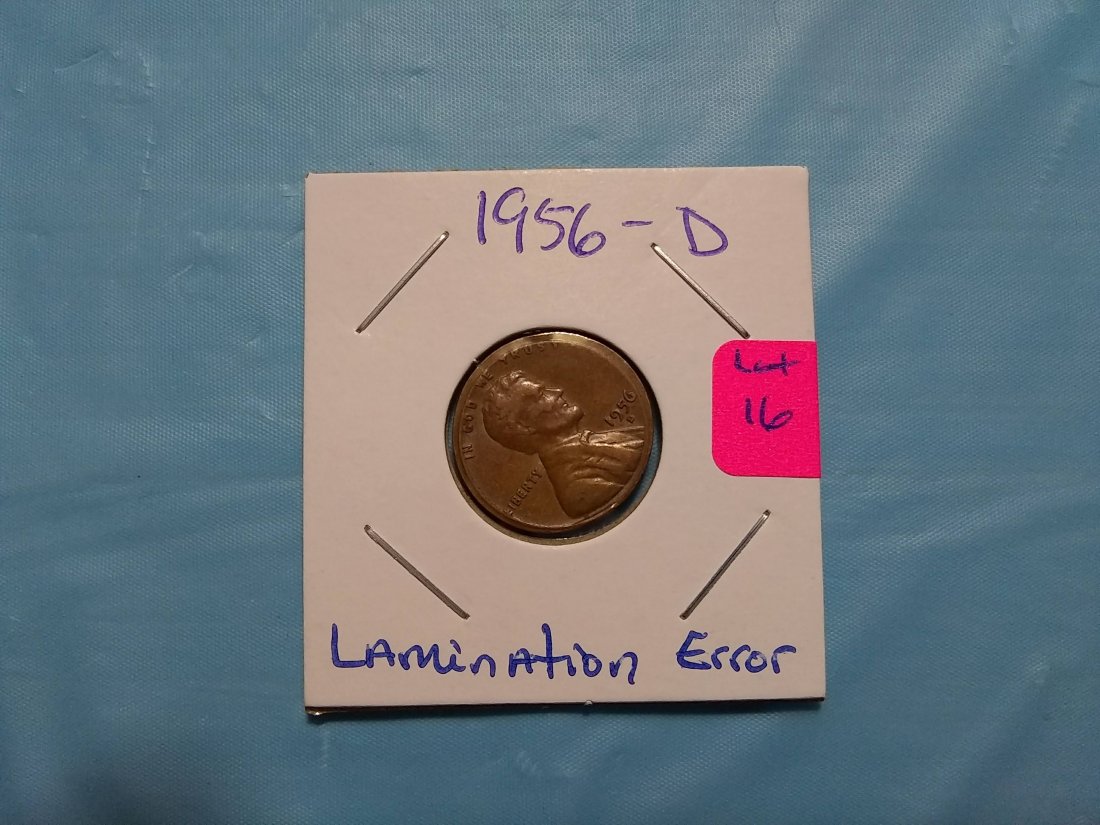 1956-D
Lot
16
IN GOD WE TRUST
1956
D
LIBERTY
LAminAtion Error